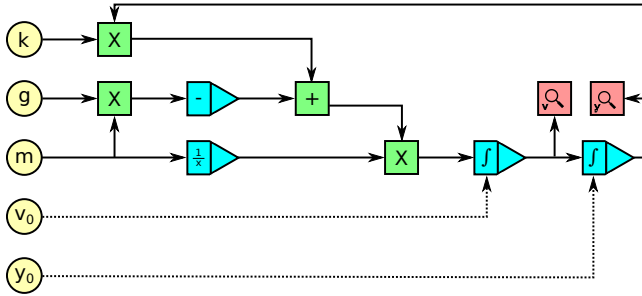 k X
g X - + v y
m 1/x X ∫ ∫
v₀
y₀